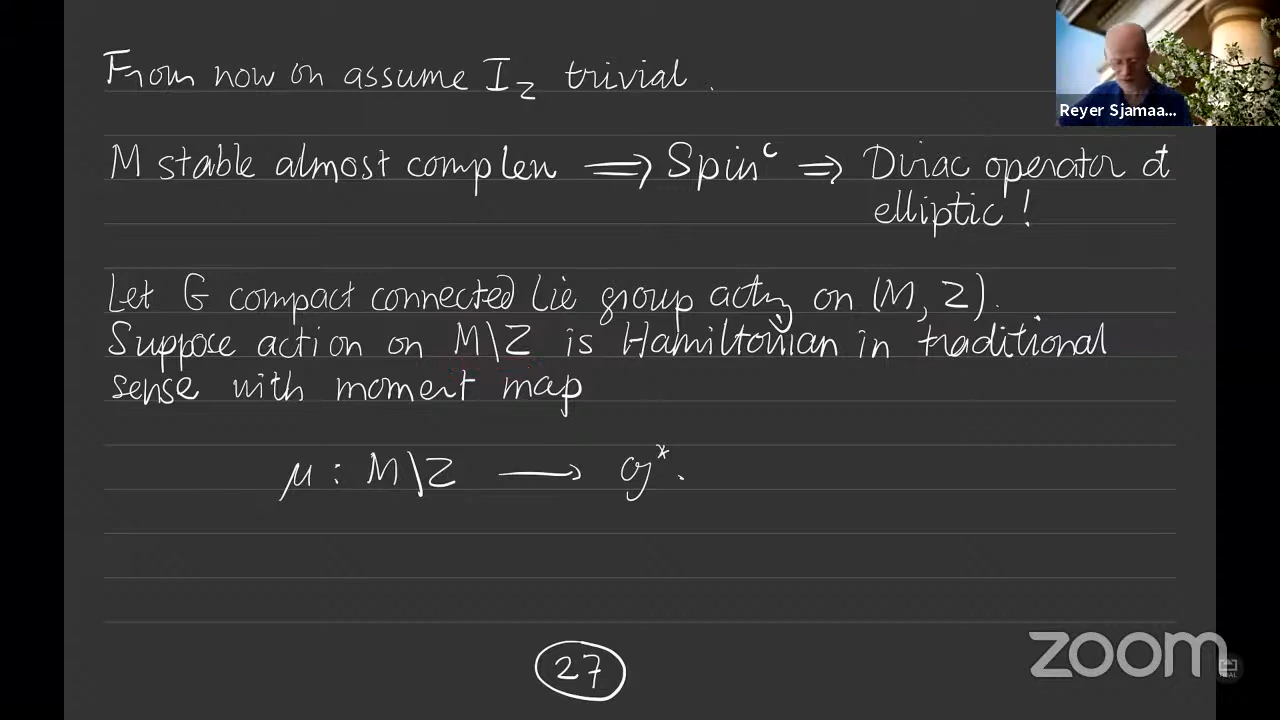 From now on assume I_Z trivial.
M stable almost complex ⟹ Spin^c ⟹ Dirac operator ∂̸
elliptic!
Let G compact connected Lie group acting on (M, Z).
Suppose action on M\Z is Hamiltonian in traditional
sense with moment map
μ : M\Z ⟶ 𝔤*.
27
Reyer Sjamaa...
zoom
TRIAL